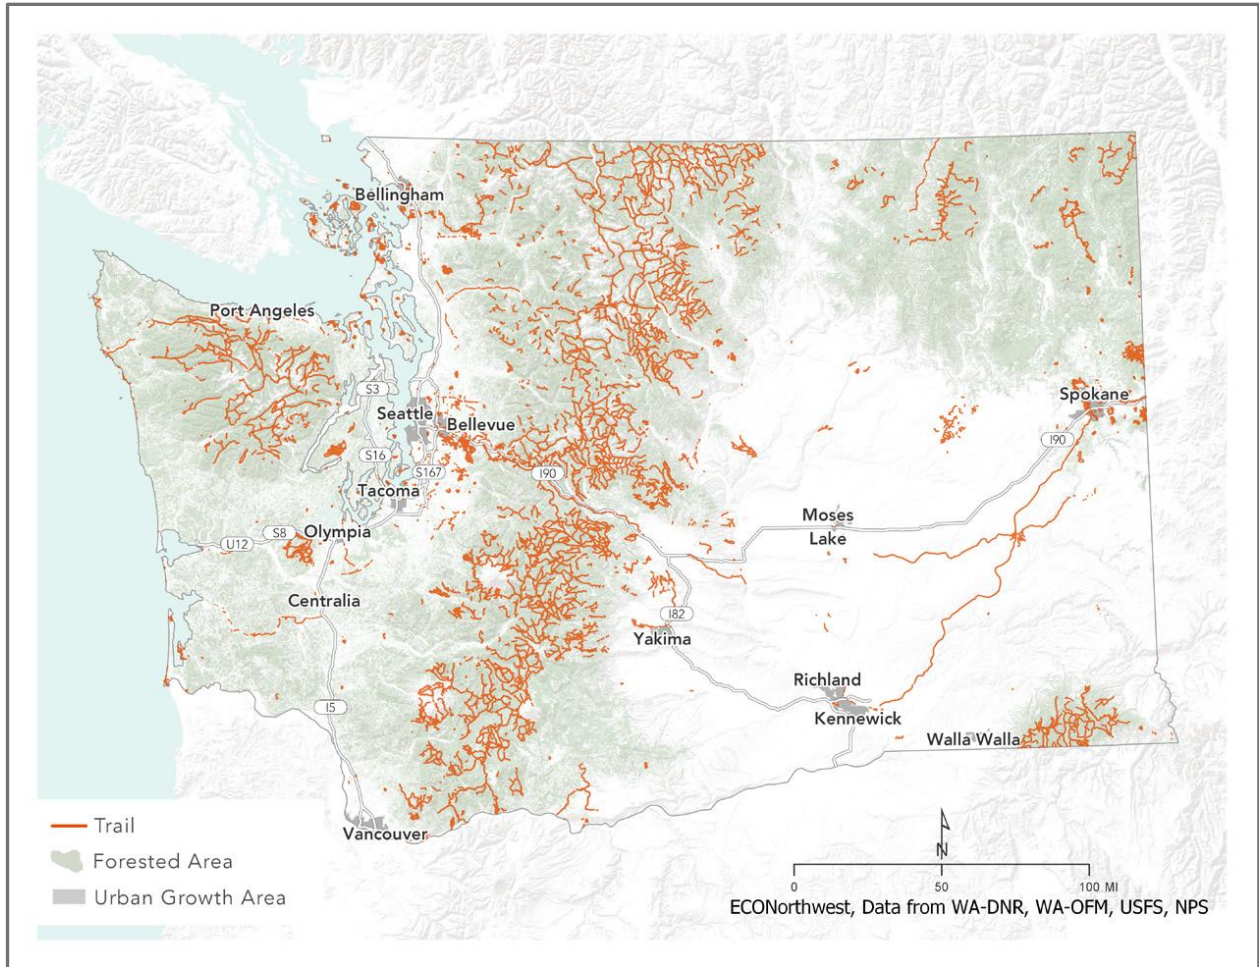 Bellingham
Port Angeles
S3
Seattle
Bellevue
Spokane
I90
S16
S167
I90
Tacoma
Moses
Lake
S8
Olympia
U12
Centralia
I82
Yakima
Richland
I5
Kennewick
Walla Walla
Vancouver
Trail
Forested Area
Urban Growth Area
N
0 50 100 MI
ECONorthwest, Data from WA-DNR, WA-OFM, USFS, NPS